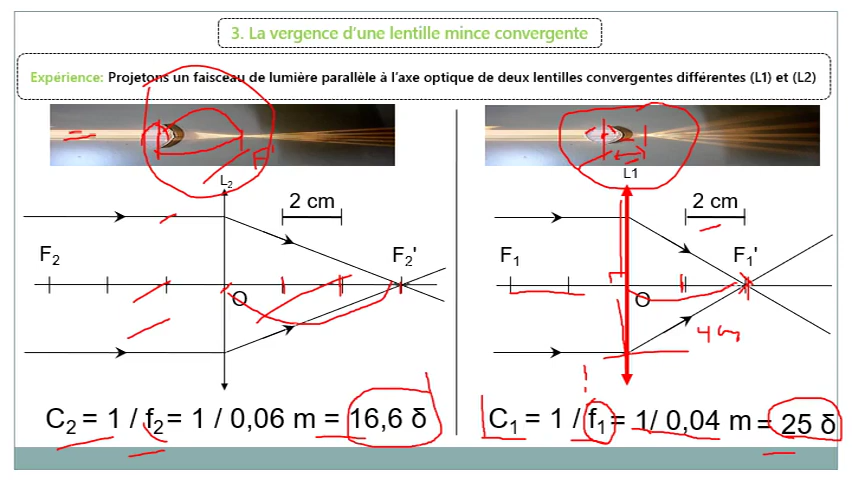 3. La vergence d'une lentille mince convergente
Expérience: Projetons un faisceau de lumière parallèle à l'axe optique de deux lentilles convergentes différentes (L1) et (L2)
F
L₂
2 cm
F₂
F₂'
O
C₂ = 1 / f₂ = 1 / 0,06 m = 16,6 δ
L1
2 cm
F₁
F₁'
O
4 cm
C₁ = 1 / f₁ = 1/ 0,04 m = 25 δ